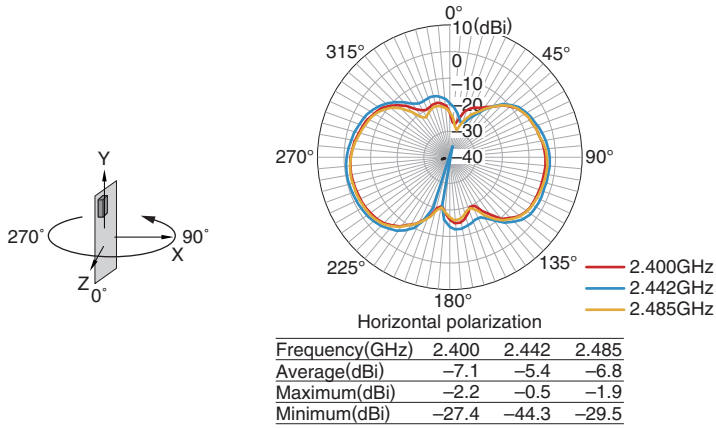 0°
10(dBi)
315°
45°
0
–10
–20
–30
–40
270°
90°
225°
135°
180°
Y
270°
90°
X
Z
0°
2.400GHz
2.442GHz
2.485GHz
Horizontal polarization
Frequency(GHz) 2.400 2.442 2.485
Average(dBi) –7.1 –5.4 –6.8
Maximum(dBi) –2.2 –0.5 –1.9
Minimum(dBi) –27.4 –44.3 –29.5